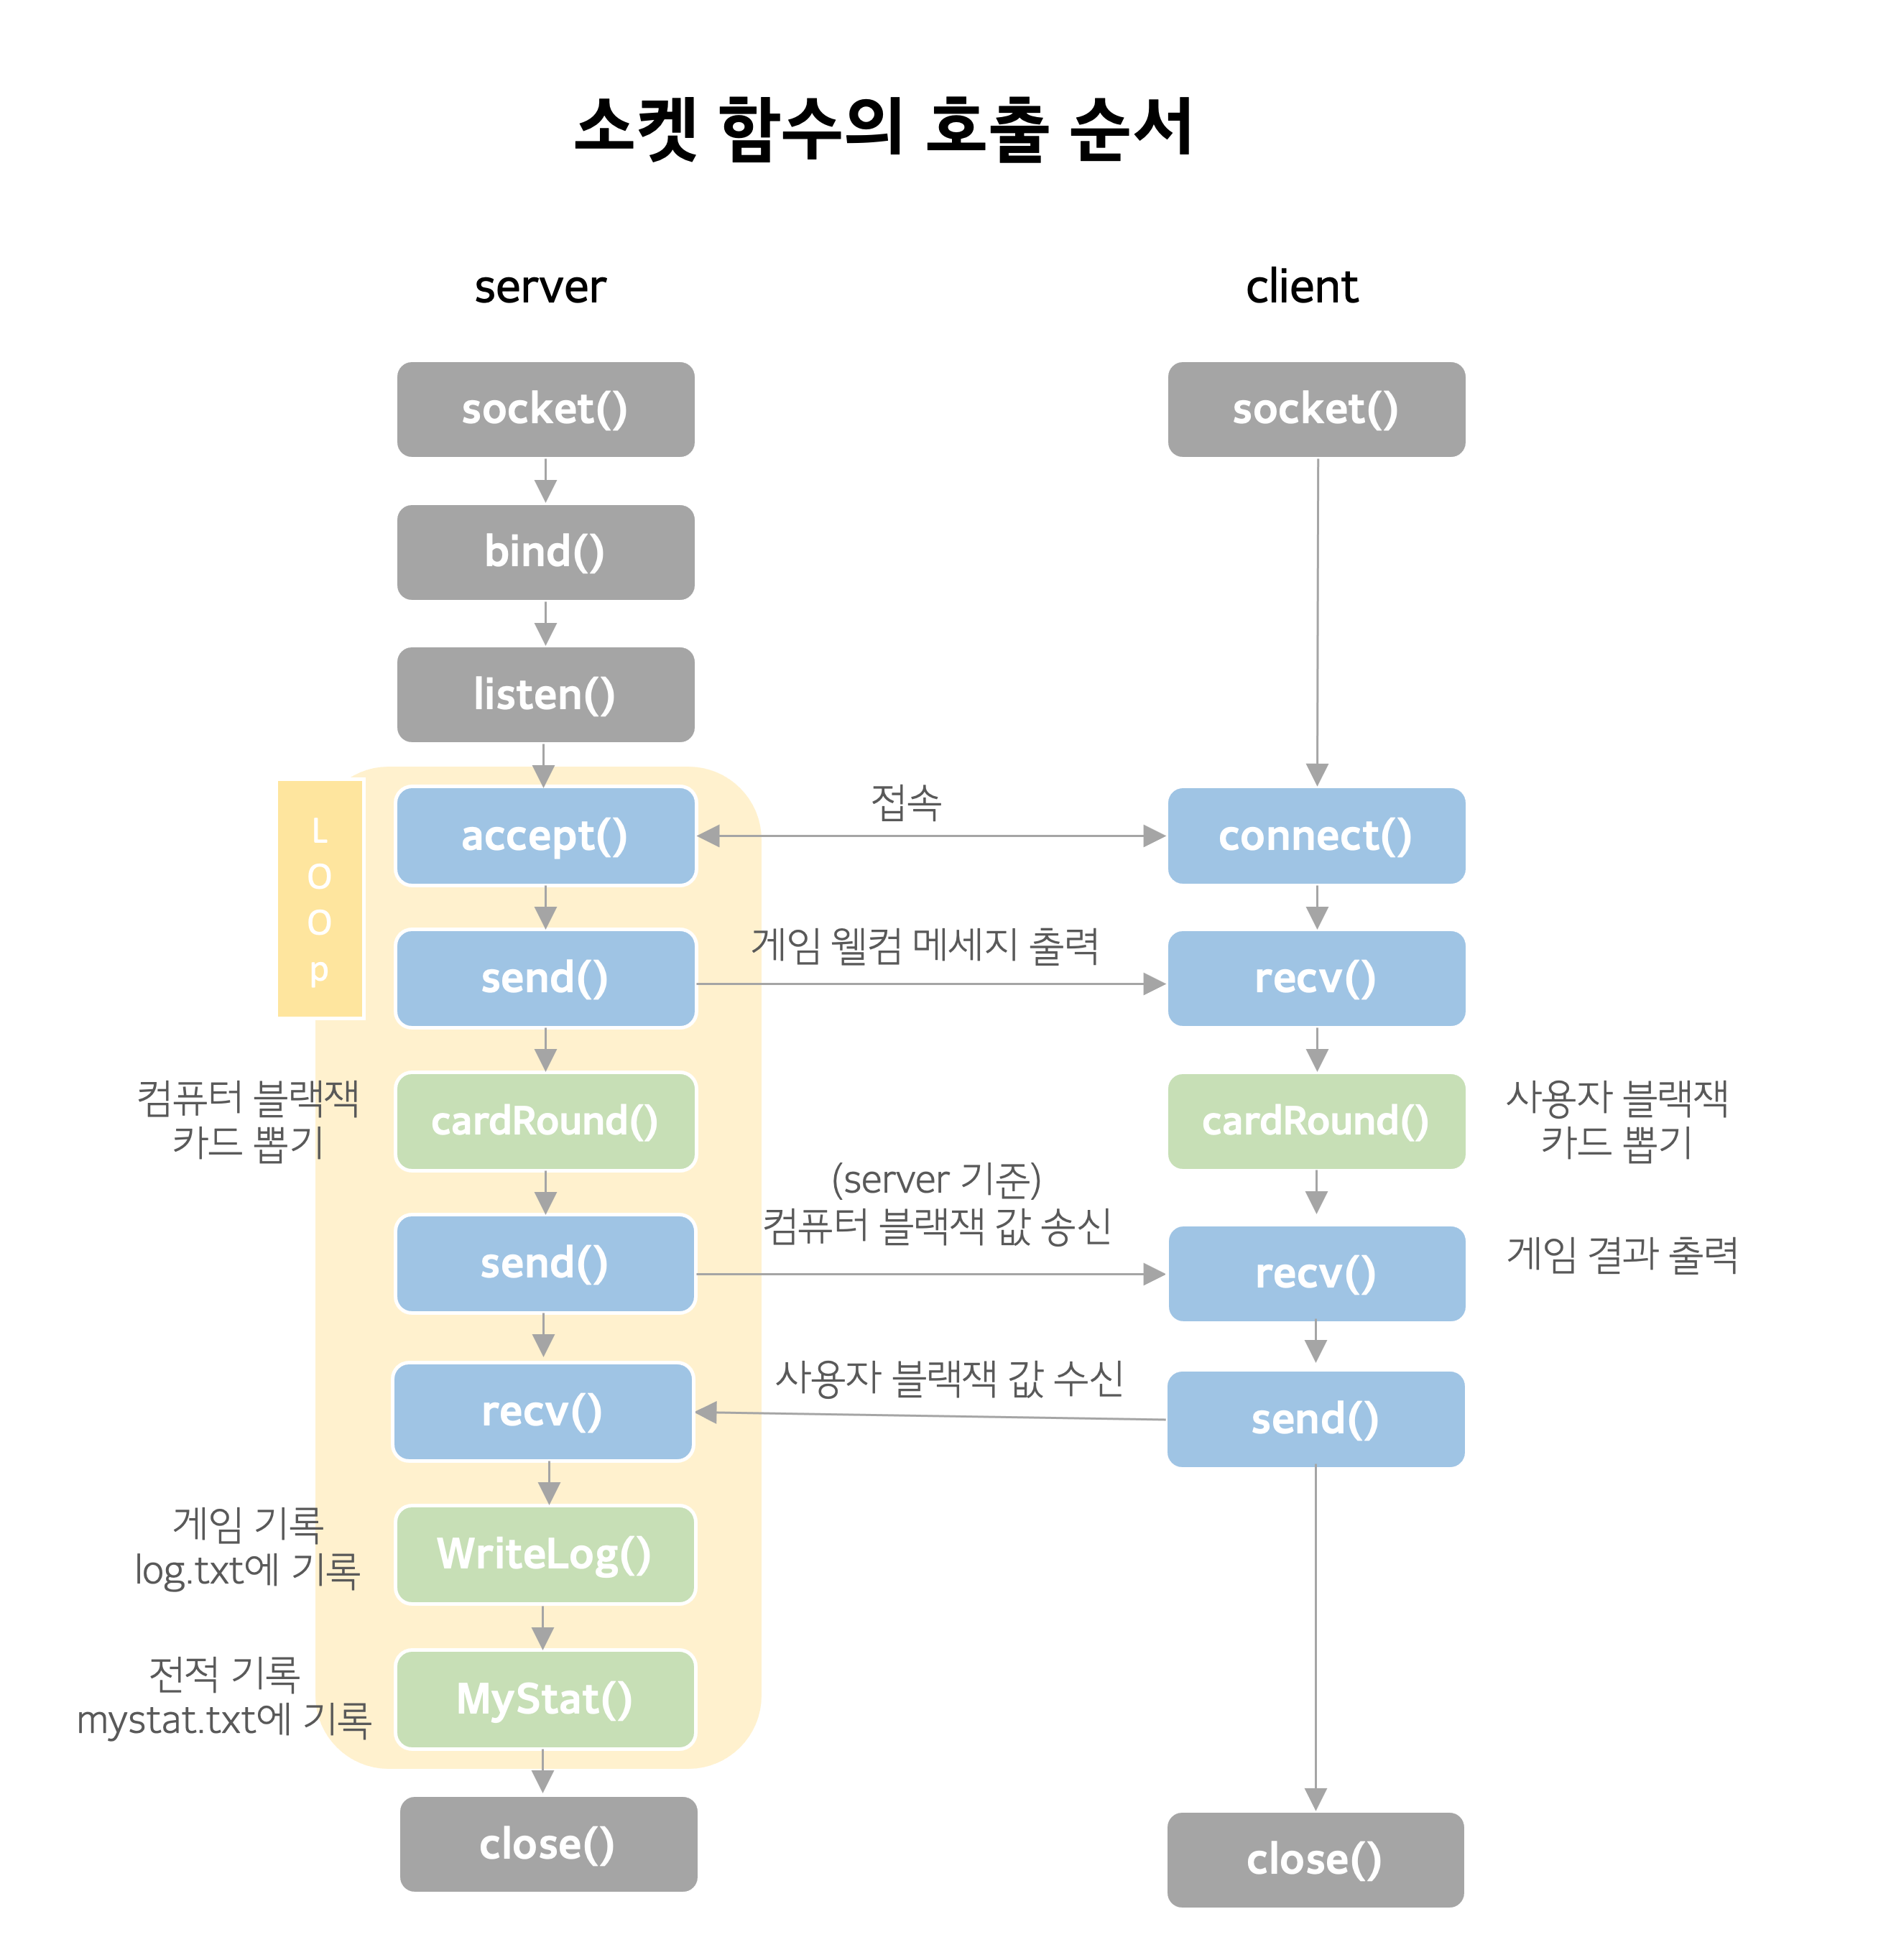 소켓 함수의 호출 순서
server
client
socket()
socket()
bind()
listen()
L
O
O
p
accept()
접속
connect()
send()
게임 웰컴 메세지 출력
recv()
컴퓨터 블랙잭
카드 뽑기
cardRound()
cardRound()
사용자 블랙잭
카드 뽑기
(server 기준)
컴퓨터 블랙잭 값 송신
send()
recv()
게임 결과 출력
recv()
사용자 블랙잭 값 수신
send()
게임 기록
log.txt에 기록
WriteLog()
전적 기록
mystat.txt에 기록
MyStat()
close()
close()